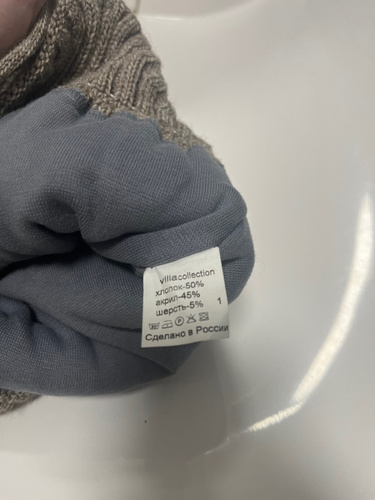 villacollection
хлопок-50%
акрил-45%
шерсть-5% 1
Сделано в России